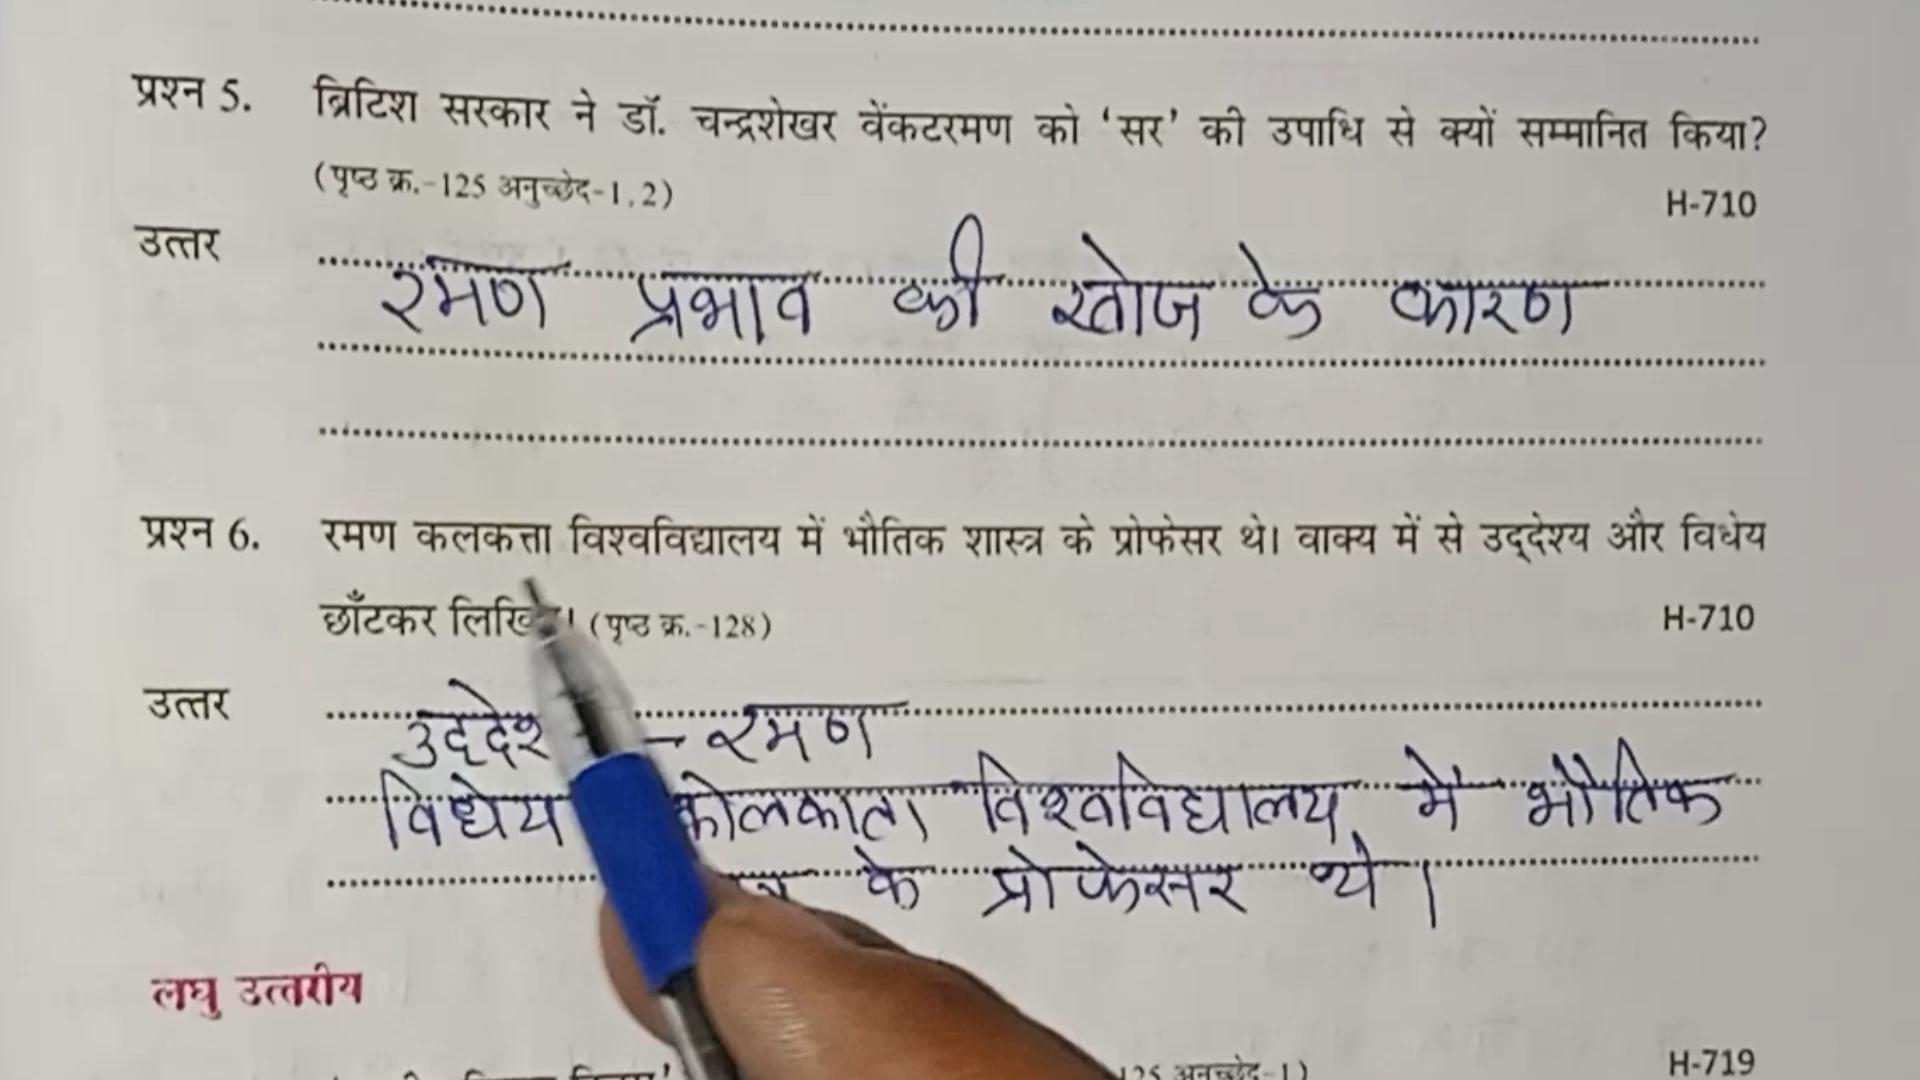 प्रश्न 5. ब्रिटिश सरकार ने डॉ. चन्द्रशेखर वेंकटरमण को ‘सर’ की उपाधि से क्यों सम्मानित किया?
(पृष्ठ क्र.-125 अनुच्छेद-1,2) H-710
उत्तर
रमण प्रभाव की खोज के कारण
प्रश्न 6. रमण कलकत्ता विश्वविद्यालय में भौतिक शास्त्र के प्रोफेसर थे। वाक्य में से उद्देश्य और विधेय
छाँटकर (पृष्ठ क्र.-128) H-710
उत्तर
– रमण
विधेय कोलकाता विश्वविद्यालय में भौतिक
के प्रोफेसर थे।
लघु उत्तरीय
अनुच्छेद-1) H-719